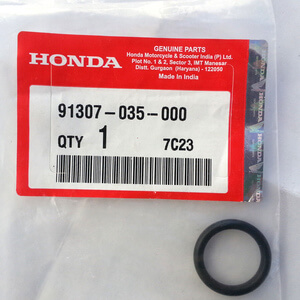 HONDA
GENUINE PARTS
Honda Motorcycle & Scooter India (P) Ltd.
Plot No. 1 & 2, Sector 3, IMT Manesar
Distt. Gurgaon (Haryana) - 122050
Made in India
91307-035-000
QTY 1 7C23